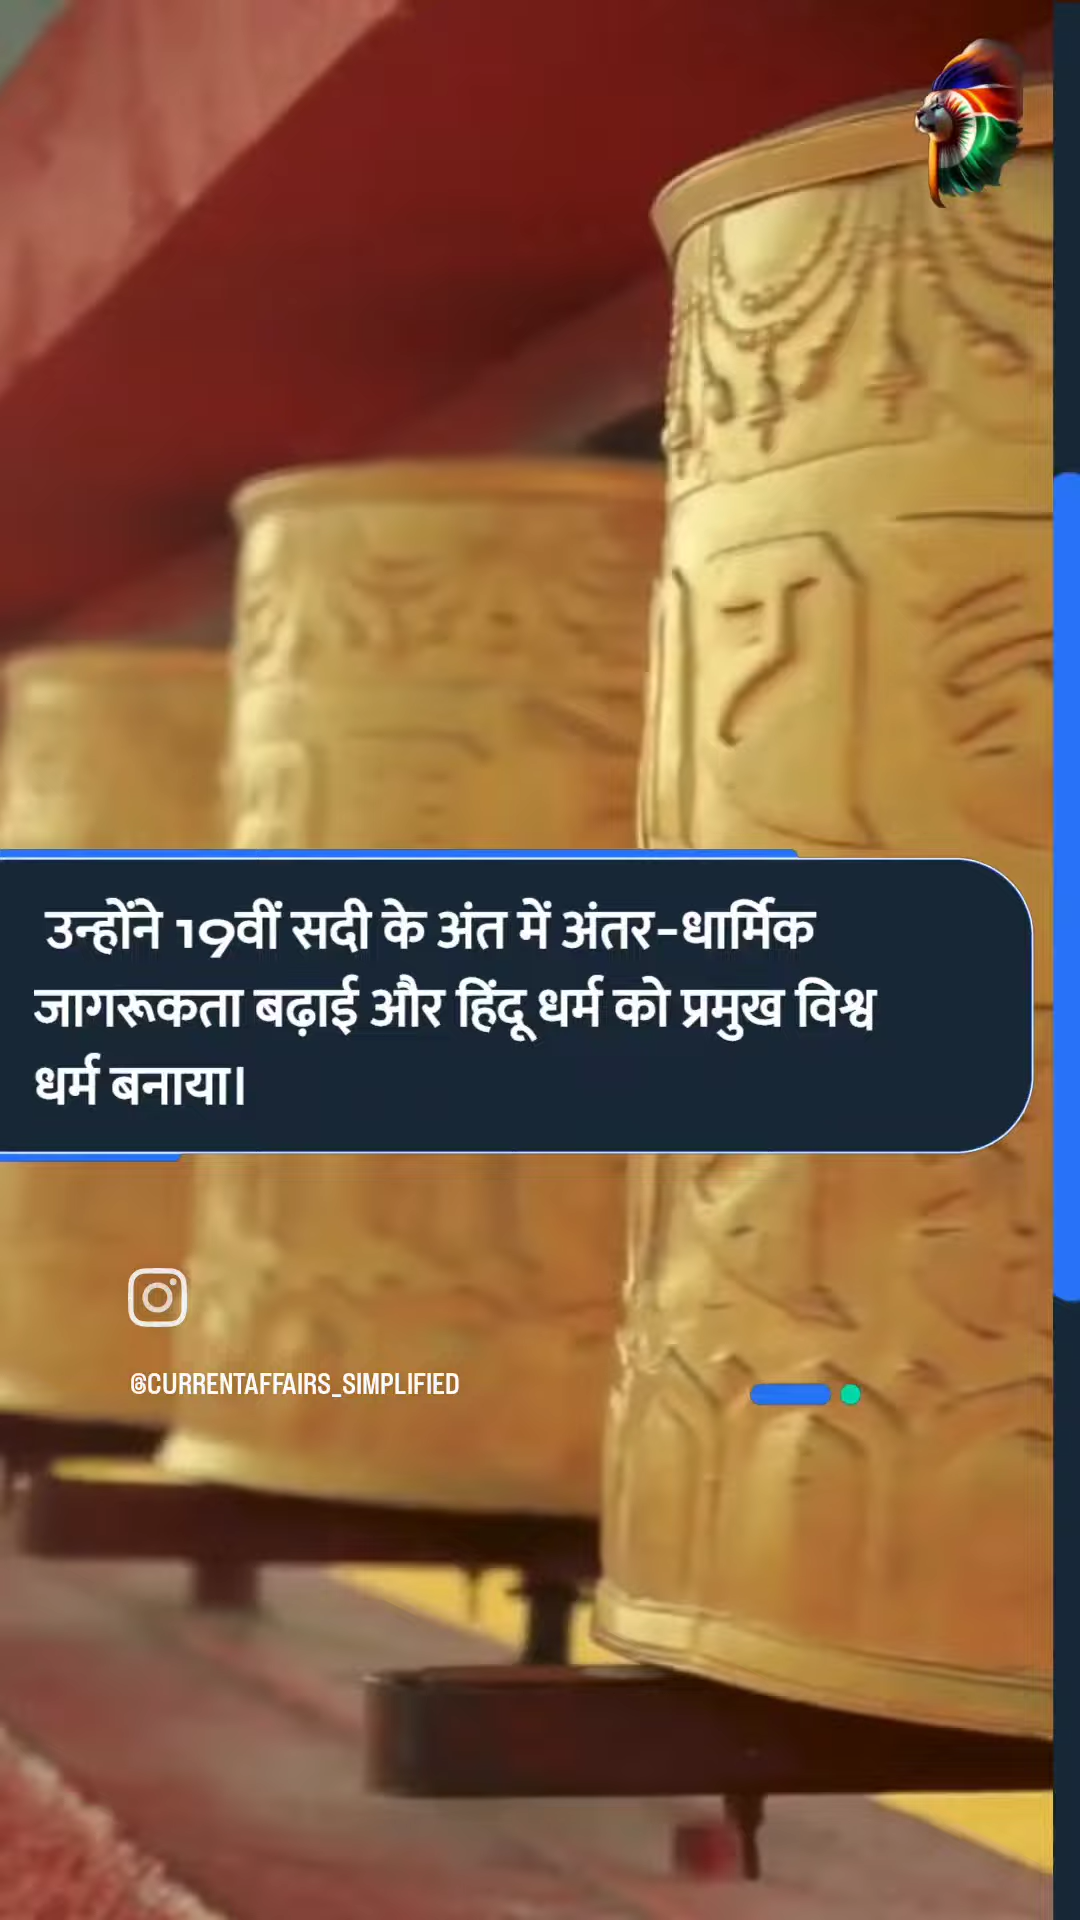 उन्होंने 19वीं सदी के अंत में अंतर-धार्मिक
जागरूकता बढ़ाई और हिंदू धर्म को प्रमुख विश्व
धर्म बनाया।
@CURRENTAFFAIRS_SIMPLIFIED